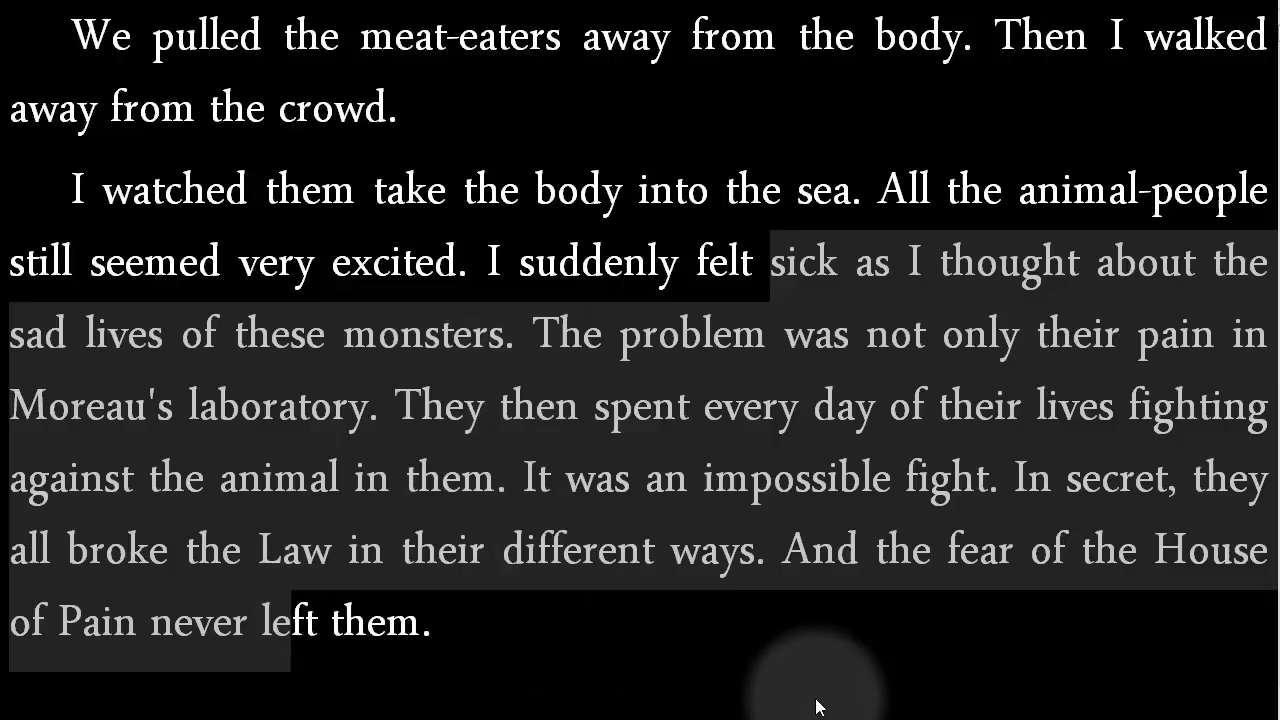 We pulled the meat-eaters away from the body. Then I walked
away from the crowd.
I watched them take the body into the sea. All the animal-people
still seemed very excited. I suddenly felt sick as I thought about the
sad lives of these monsters. The problem was not only their pain in
Moreau's laboratory. They then spent every day of their lives fighting
against the animal in them. It was an impossible fight. In secret, they
all broke the Law in their different ways. And the fear of the House
of Pain never left them.